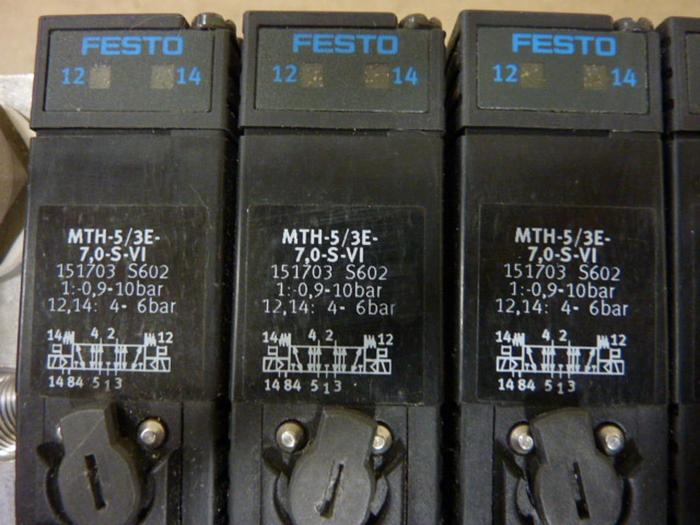 FESTO
12 14
MTH-5/3E-
7,0-S-VI
151703 S602
1:-0,9-10bar
12,14: 4- 6bar
14 4 2 12
14 84 5 1 3
FESTO
12 14
MTH-5/3E-
7,0-S-VI
151703 S602
1:-0,9-10bar
12,14: 4- 6bar
14 4 2 12
14 84 5 1 3
FESTO
12 14
MTH-5/3E-
7,0-S-VI
151703 S602
1:-0,9-10bar
12,14: 4- 6bar
14 4 2 12
14 84 5 1 3